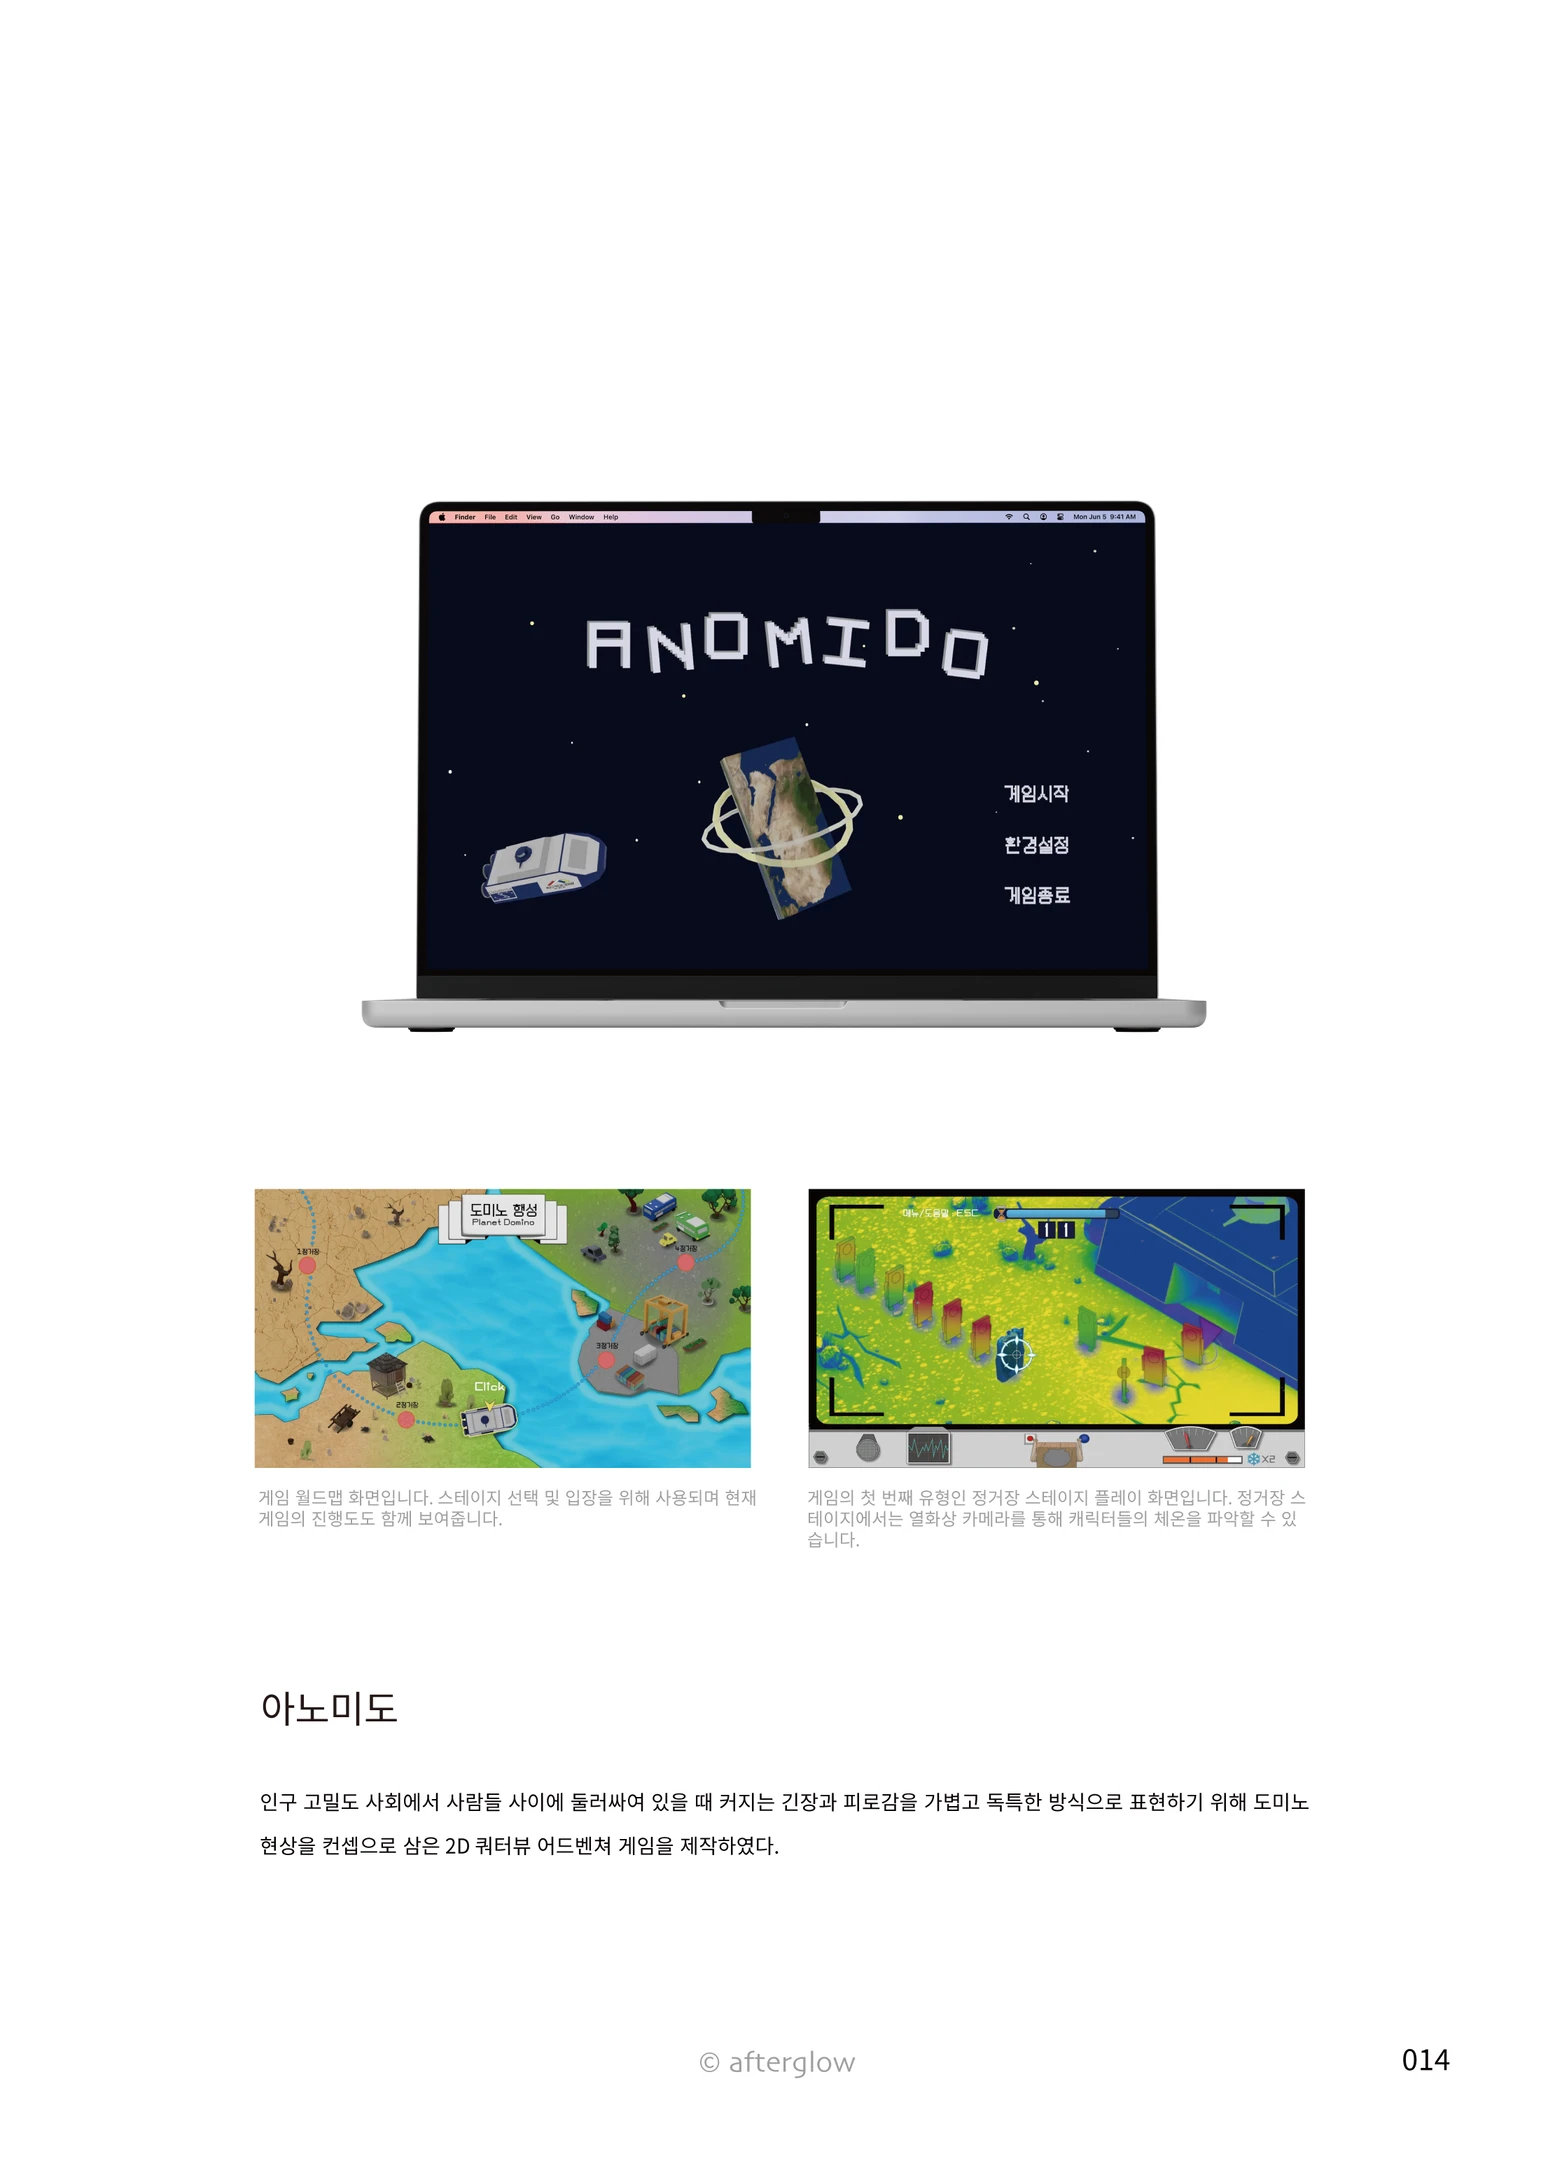 Finder File Edit View Go Window Help
Mon Jun 5 9:41 AM
ANOMIDO
게임시작
환경설정
게임종료
도미노 행성
Planet Domino
1정거장
4정거장
3정거장
Click
2정거장
메뉴/도움말 :ESC
11
X2
게임 월드맵 화면입니다. 스테이지 선택 및 입장을 위해 사용되며 현재
게임의 진행도도 함께 보여줍니다.
게임의 첫 번째 유형인 정거장 스테이지 플레이 화면입니다. 정거장 스
테이지에서는 열화상 카메라를 통해 캐릭터들의 체온을 파악할 수 있
습니다.
아노미도
인구 고밀도 사회에서 사람들 사이에 둘러싸여 있을 때 커지는 긴장과 피로감을 가볍고 독특한 방식으로 표현하기 위해 도미노
현상을 컨셉으로 삼은 2D 쿼터뷰 어드벤쳐 게임을 제작하였다.
© afterglow
014